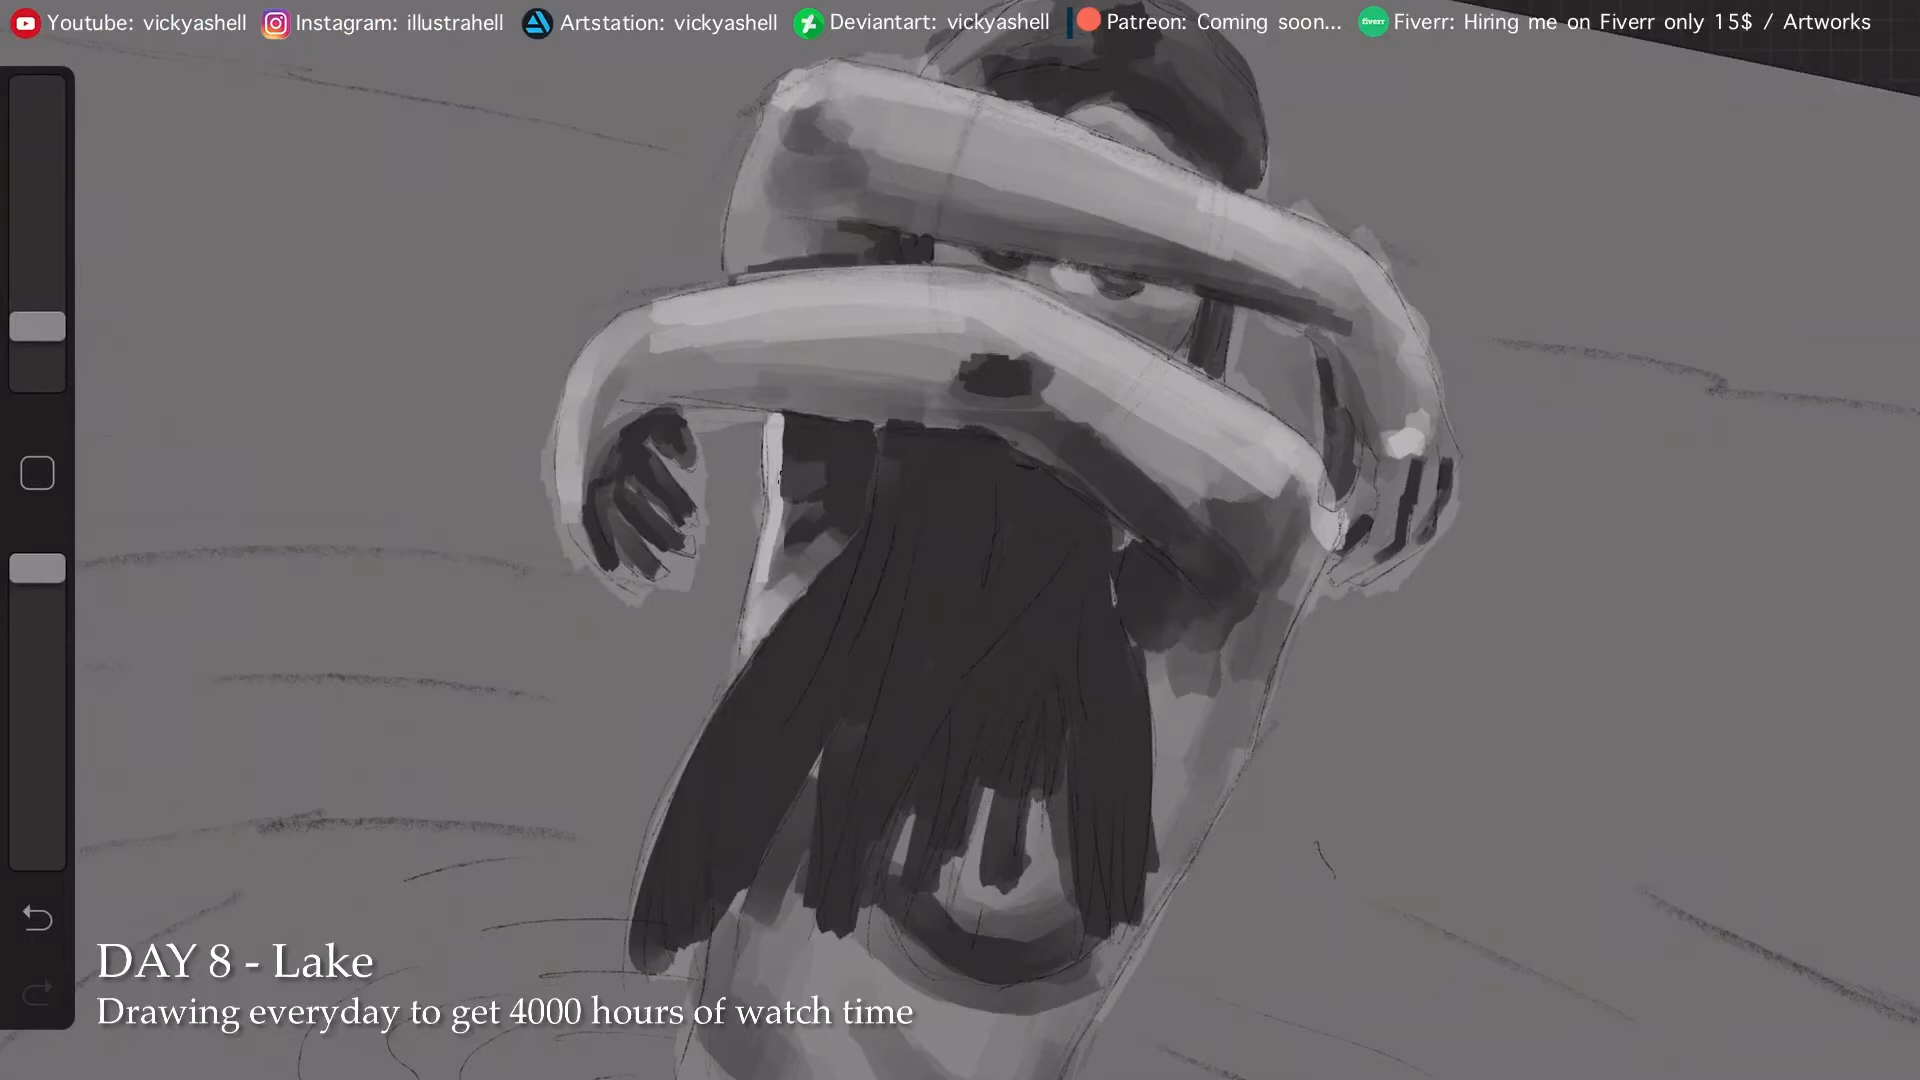 Youtube: vickyashell Instagram: illustrahell Artstation: vickyashell Deviantart: vickyashell Patreon: Coming soon... fiverr Fiverr: Hiring me on Fiverr only 15$ / Artworks
DAY 8 - Lake
Drawing everyday to get 4000 hours of watch time